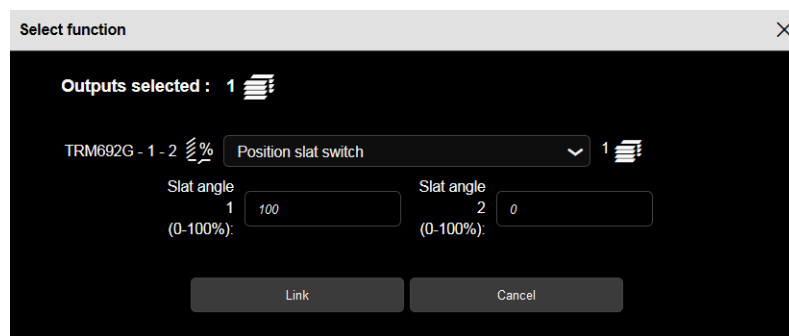 Select function
Outputs selected : 1
TRM692G - 1 - 2 % Position slat switch 1
Slat angle 1 (0-100%): 100 Slat angle 2 (0-100%): 0
Link Cancel